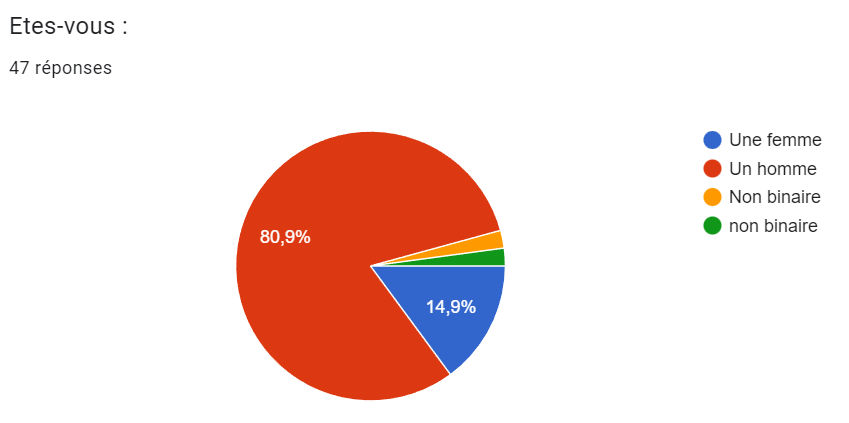 Etes-vous :
47 réponses
80,9%
14,9%
Une femme
Un homme
Non binaire
non binaire